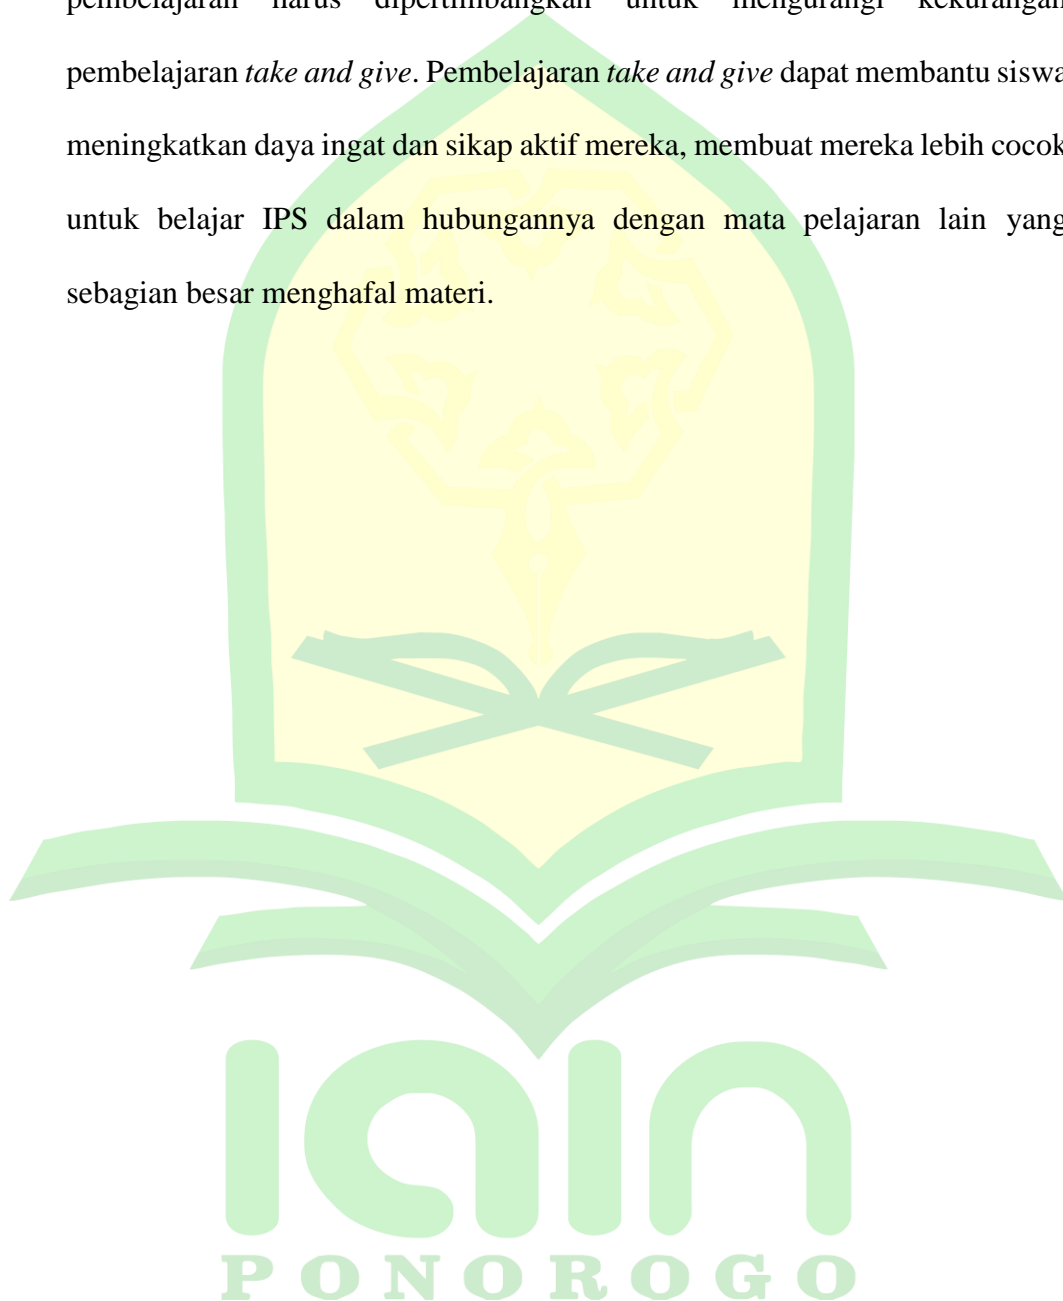 pembelajaran harus dipertimbangkan untuk mengurangi kekurangan
pembelajaran take and give. Pembelajaran take and give dapat membantu siswa
meningkatkan daya ingat dan sikap aktif mereka, membuat mereka lebih cocok
untuk belajar IPS dalam hubungannya dengan mata pelajaran lain yang
sebagian besar menghafal materi.
IAIN
PONOROGO